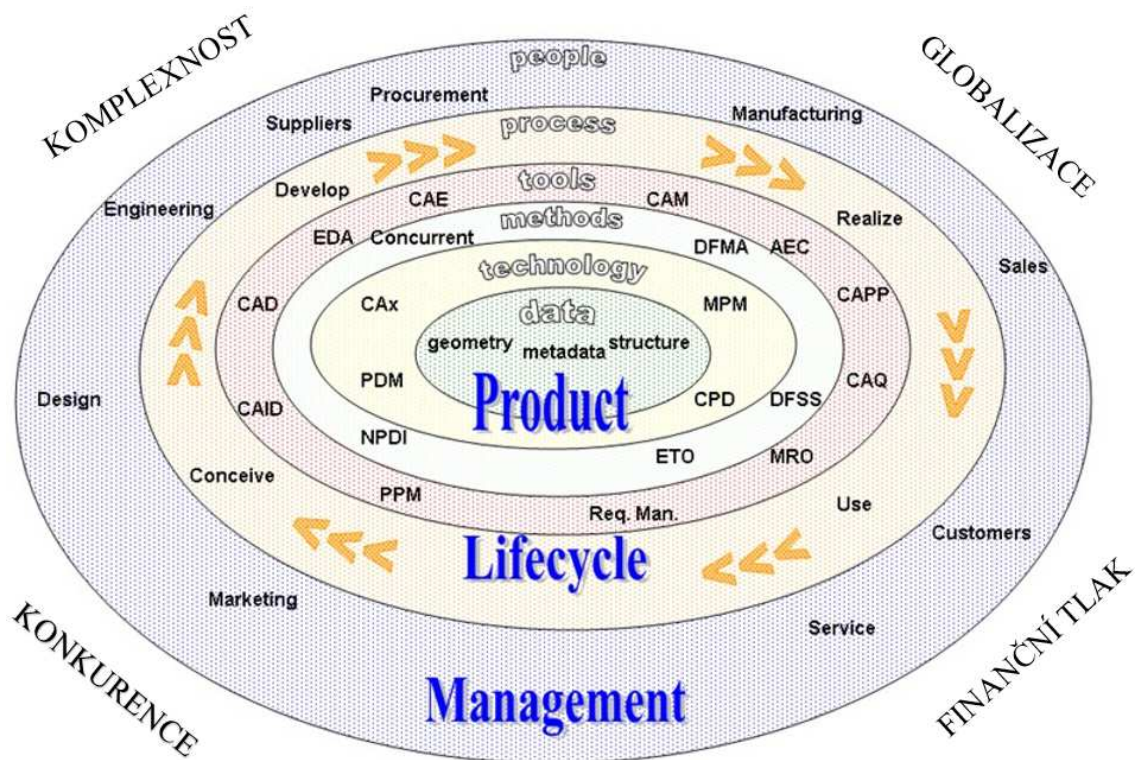 KOMPLEXNOST
GLOBALIZACE
people
Procurement
Suppliers
Manufacturing
process
Develop
tools
Engineering
CAE
CAM
Realize
methods
EDA
Concurrent
DFMA
AEC
Sales
technology
CAD
CAx
MPM
CAPP
data
geometry
metadata
structure
Design
PDM
CPD
DFSS
CAQ
Product
CAID
NPDI
ETO
MRO
Conceive
PPM
Req. Man.
Use
Customers
Lifecycle
Marketing
Service
Management
KONKURENCE
FINANČNÍ TLAK